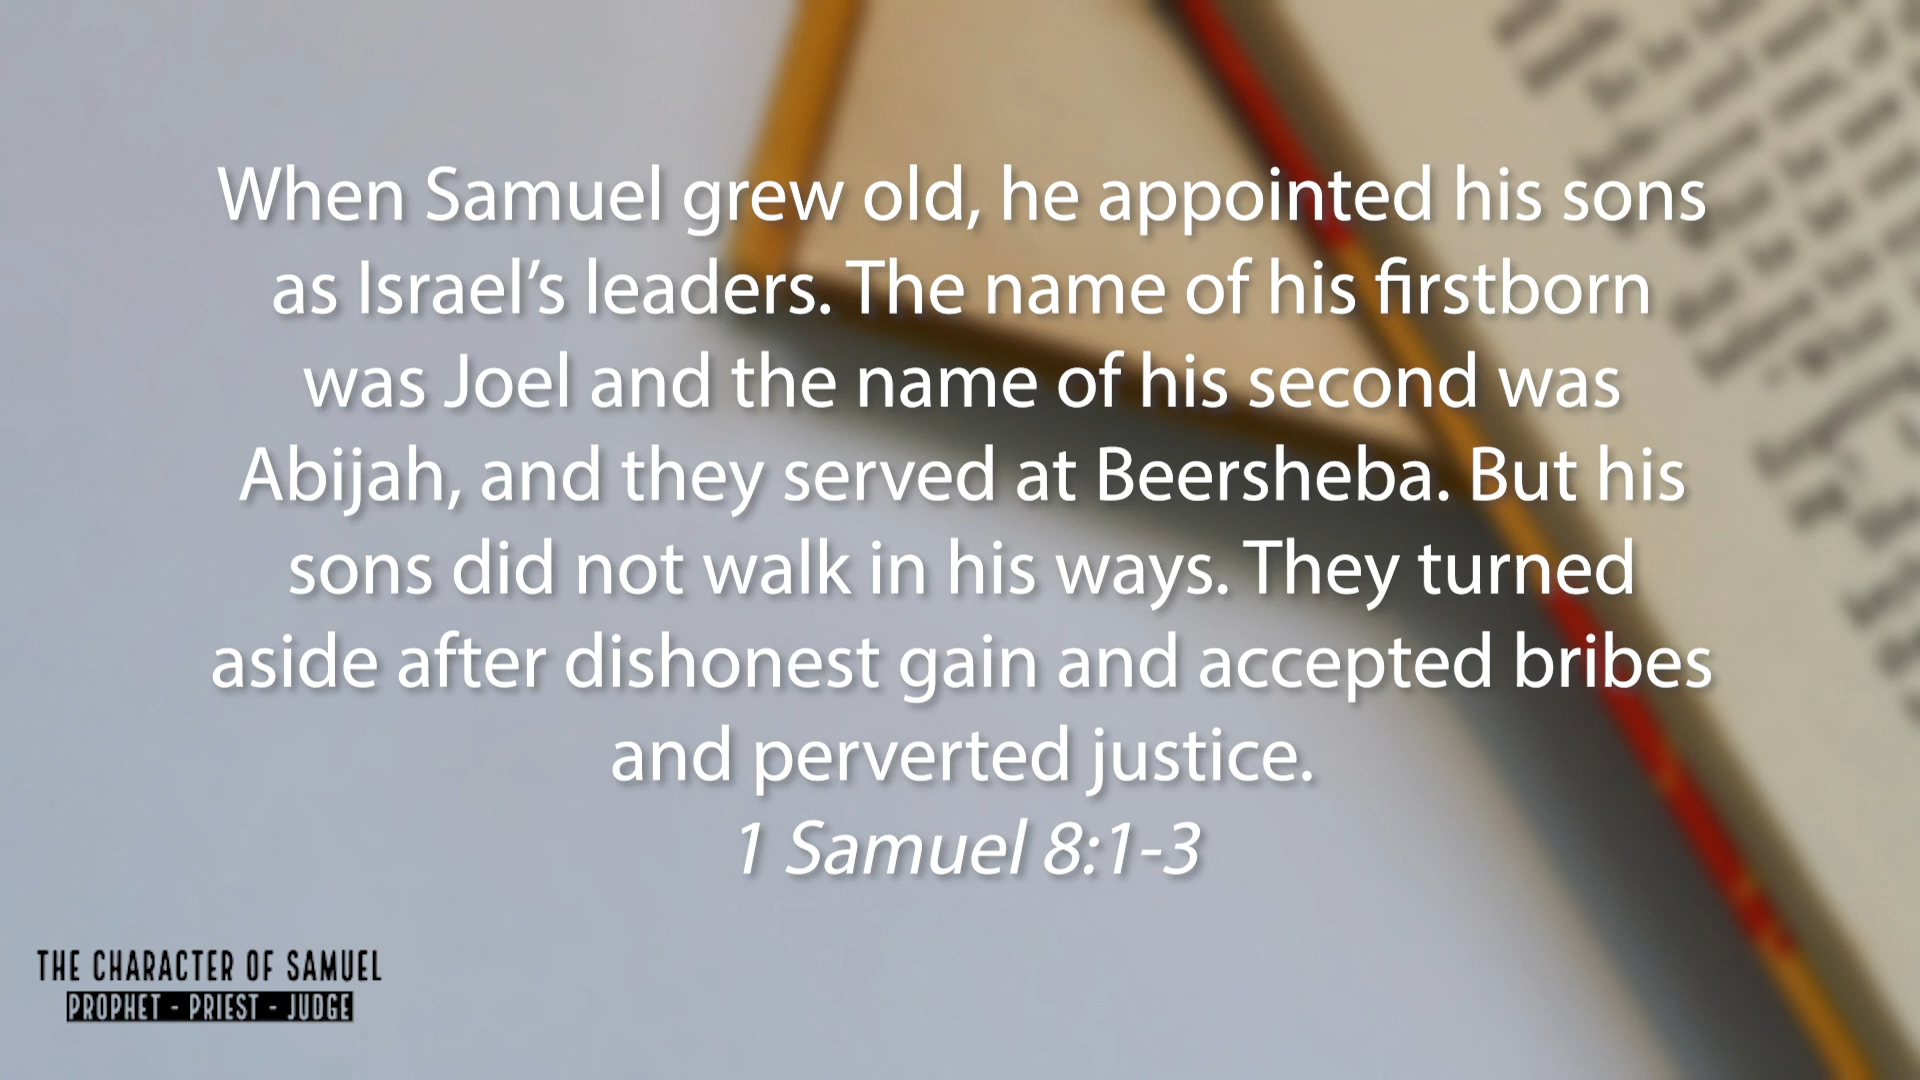 When Samuel grew old, he appointed his sons
as Israel’s leaders. The name of his firstborn
was Joel and the name of his second was
Abijah, and they served at Beersheba. But his
sons did not walk in his ways. They turned
aside after dishonest gain and accepted bribes
and perverted justice.
1 Samuel 8:1-3
THE CHARACTER OF SAMUEL
PROPHET - PRIEST - JUDGE